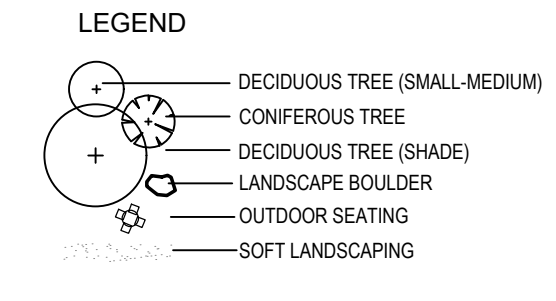 LEGEND
DECIDUOUS TREE (SMALL-MEDIUM)
CONIFEROUS TREE
DECIDUOUS TREE (SHADE)
LANDSCAPE BOULDER
OUTDOOR SEATING
SOFT LANDSCAPING